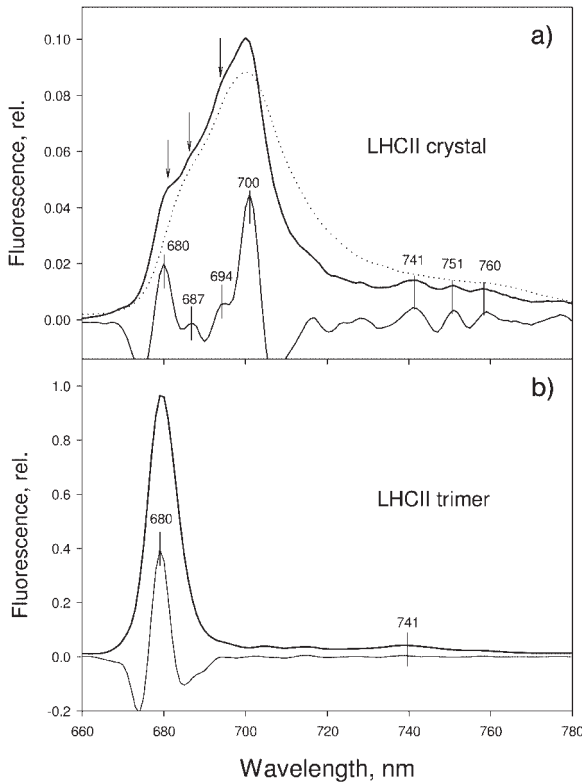 a)
0.10
0.08
0.06
0.04
0.02
0.00
Fluorescence, rel.
LHCII crystal
680
687
694
700
741
751
760
b)
1.0
0.8
0.6
0.4
0.2
0.0
-0.2
Fluorescence, rel.
LHCII trimer
680
741
660 680 700 720 740 760 780
Wavelength, nm